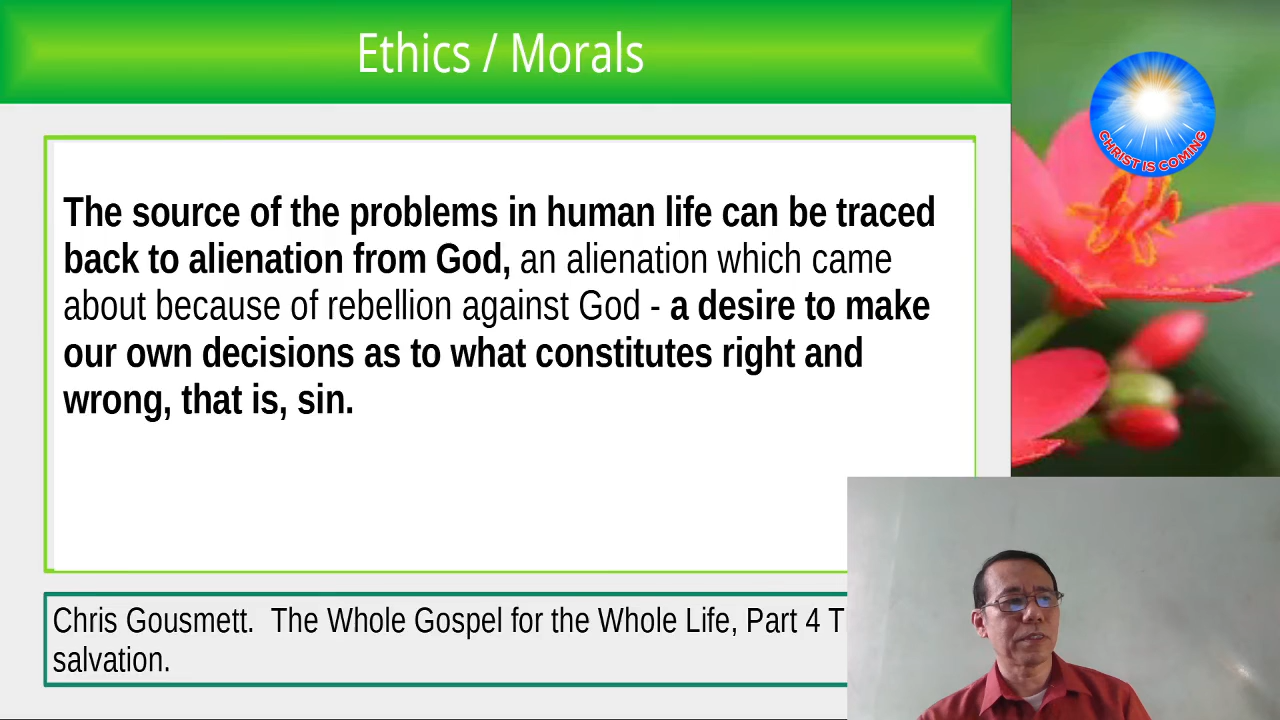 Ethics / Morals
CHRIST IS COMING
The source of the problems in human life can be traced
back to alienation from God, an alienation which came
about because of rebellion against God - a desire to make
our own decisions as to what constitutes right and
wrong, that is, sin.
Chris Gousmett.  The Whole Gospel for the Whole Life, Part 4
salvation.